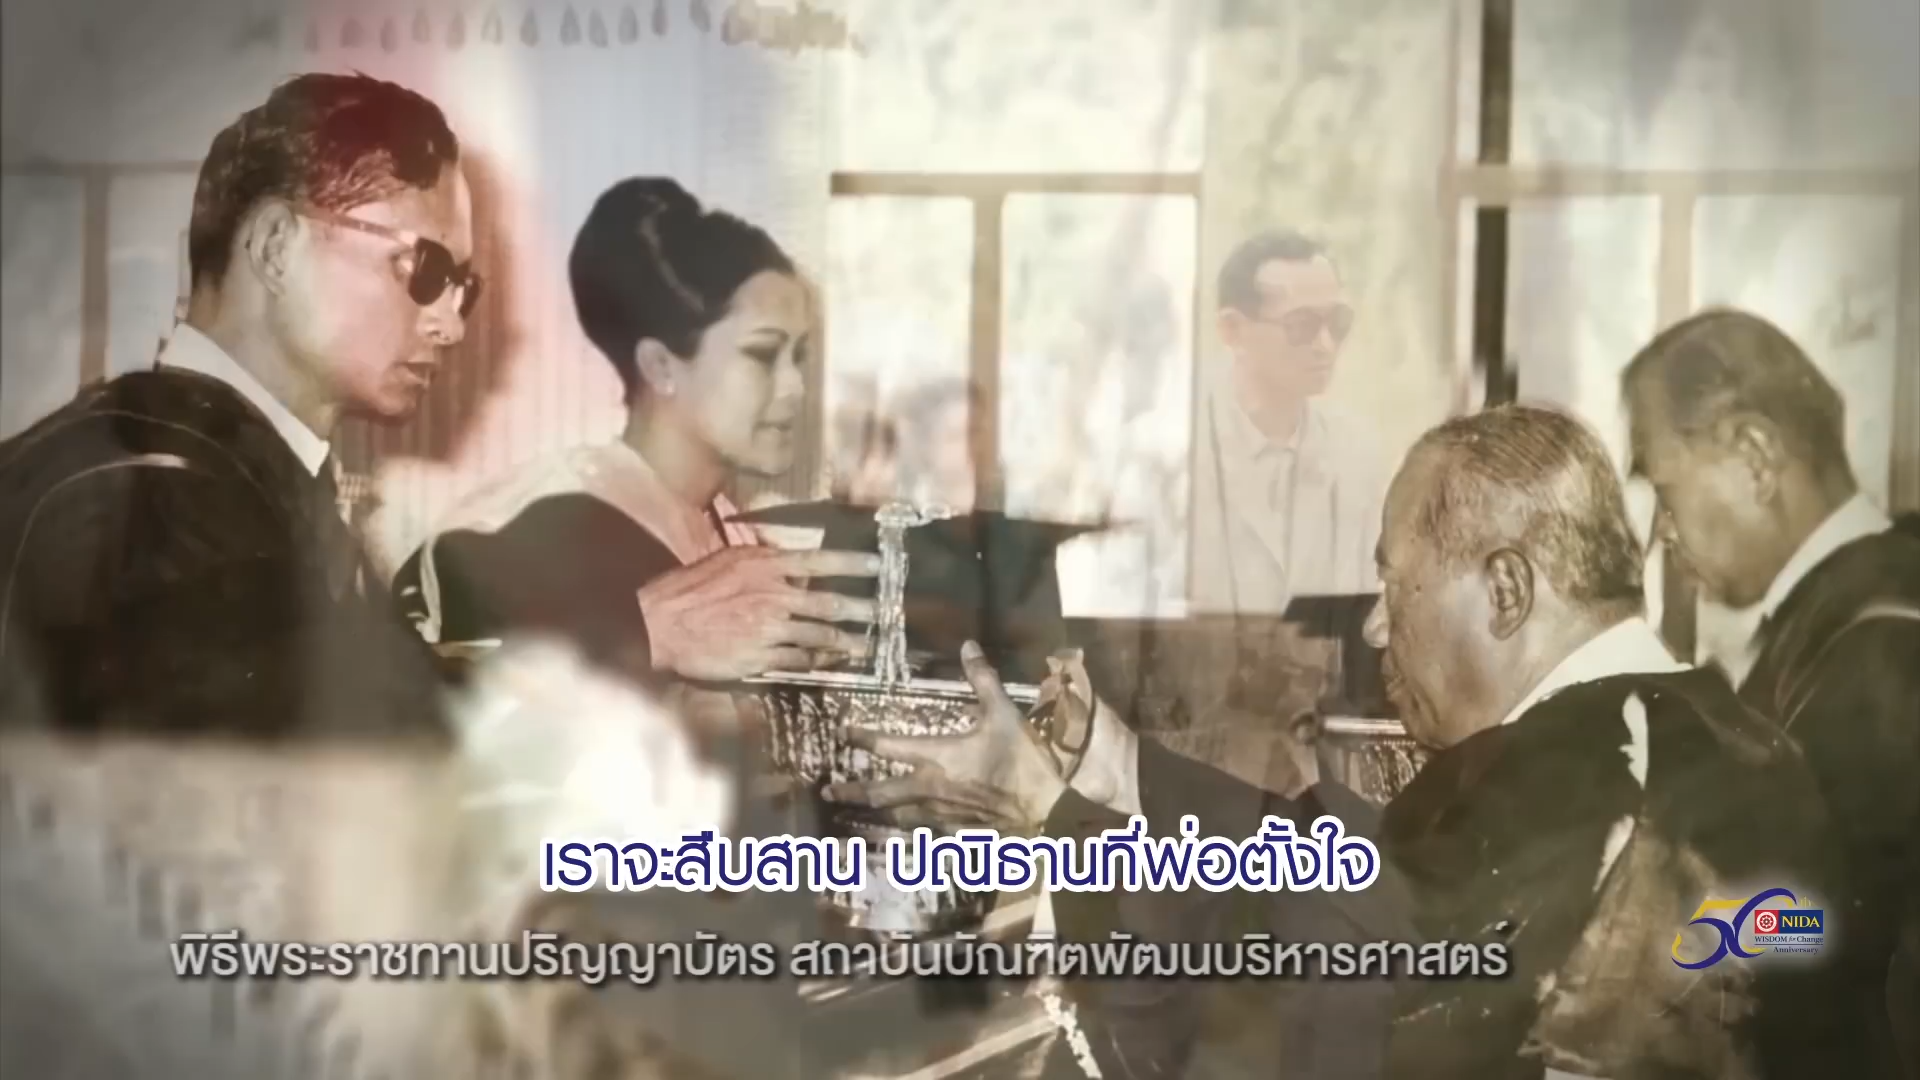 เราจะสืบสาน ปณิธานที่พ่อตั้งใจ
พิธีพระราชทานปริญญาบัตร สถาบันบัณฑิตพัฒนบริหารศาสตร์
50
NIDA
WISDOM for Change
Anniversary